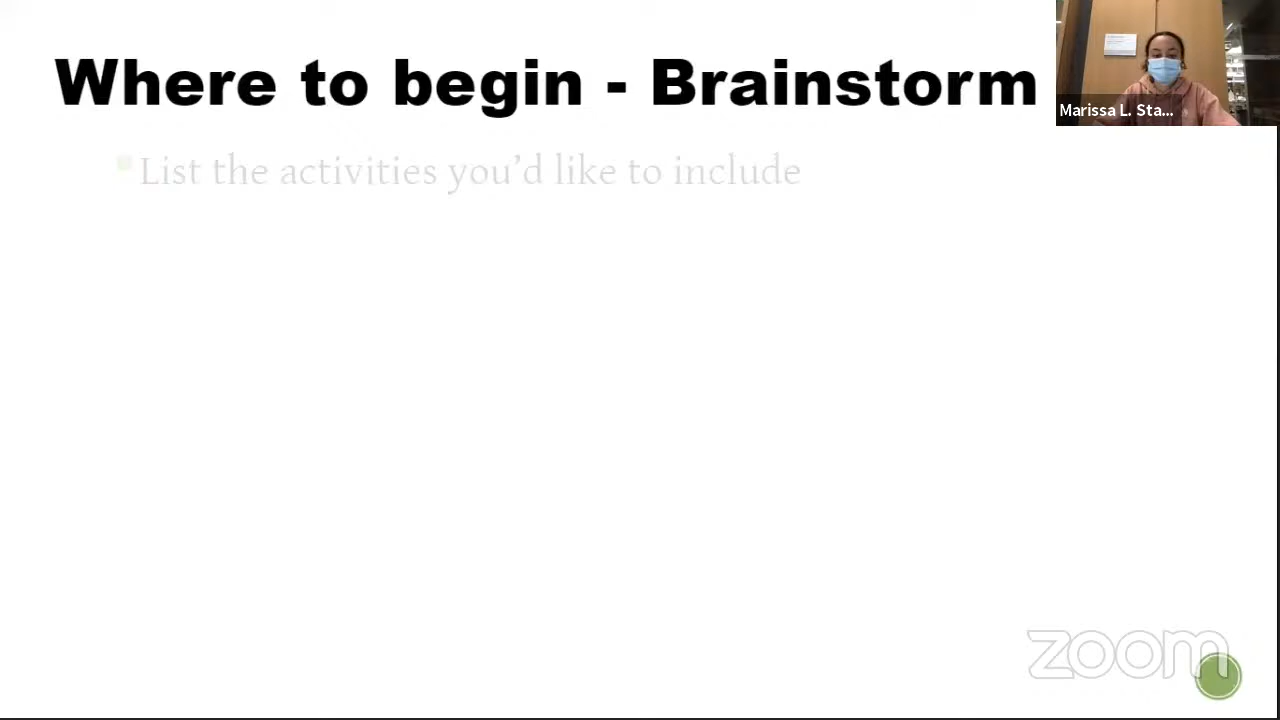 Where to begin - Brainstorm
Marissa L. Sta...
List the activities you’d like to include
zoom